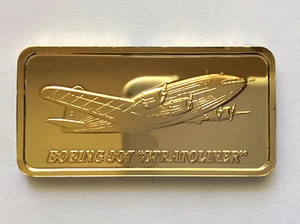 BOEING 307 "STRATOLINER"